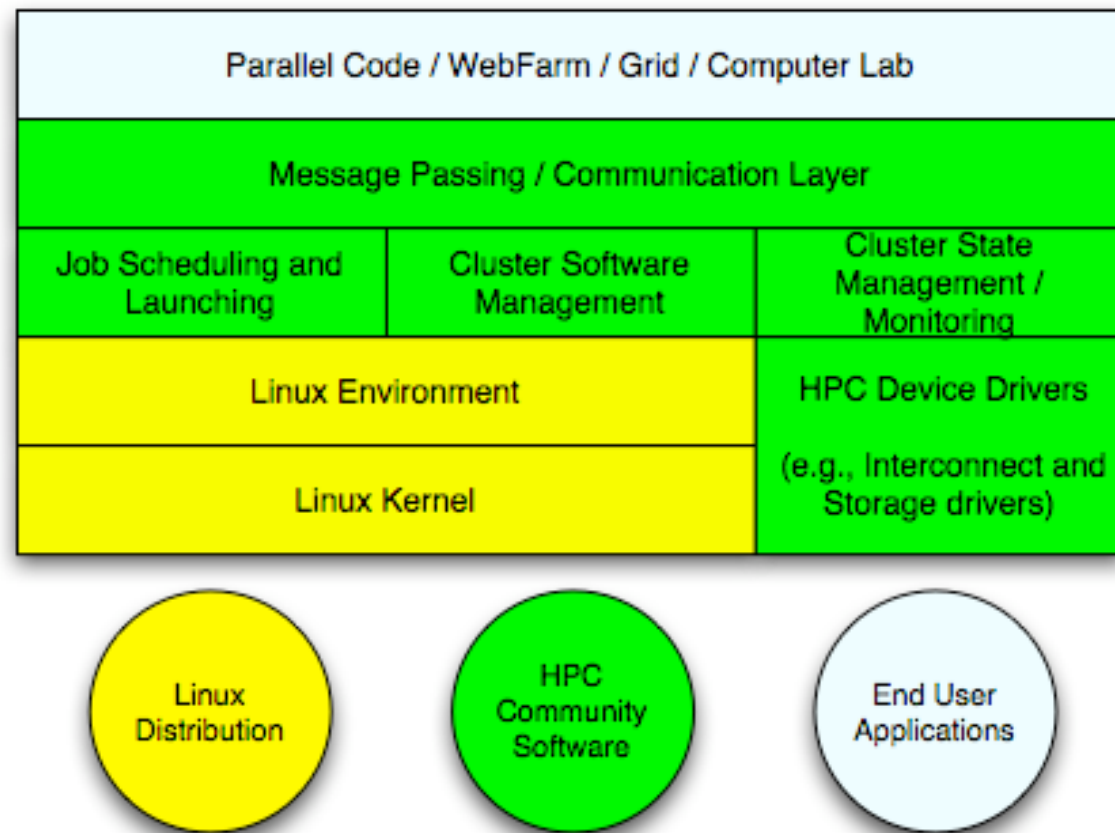 Parallel Code / WebFarm / Grid / Computer Lab
Message Passing / Communication Layer
Job Scheduling and
Launching
Cluster Software
Management
Cluster State
Management /
Monitoring
Linux Environment
HPC Device Drivers
(e.g., Interconnect and
Storage drivers)
Linux Kernel
Linux
Distribution
HPC
Community
Software
End User
Applications